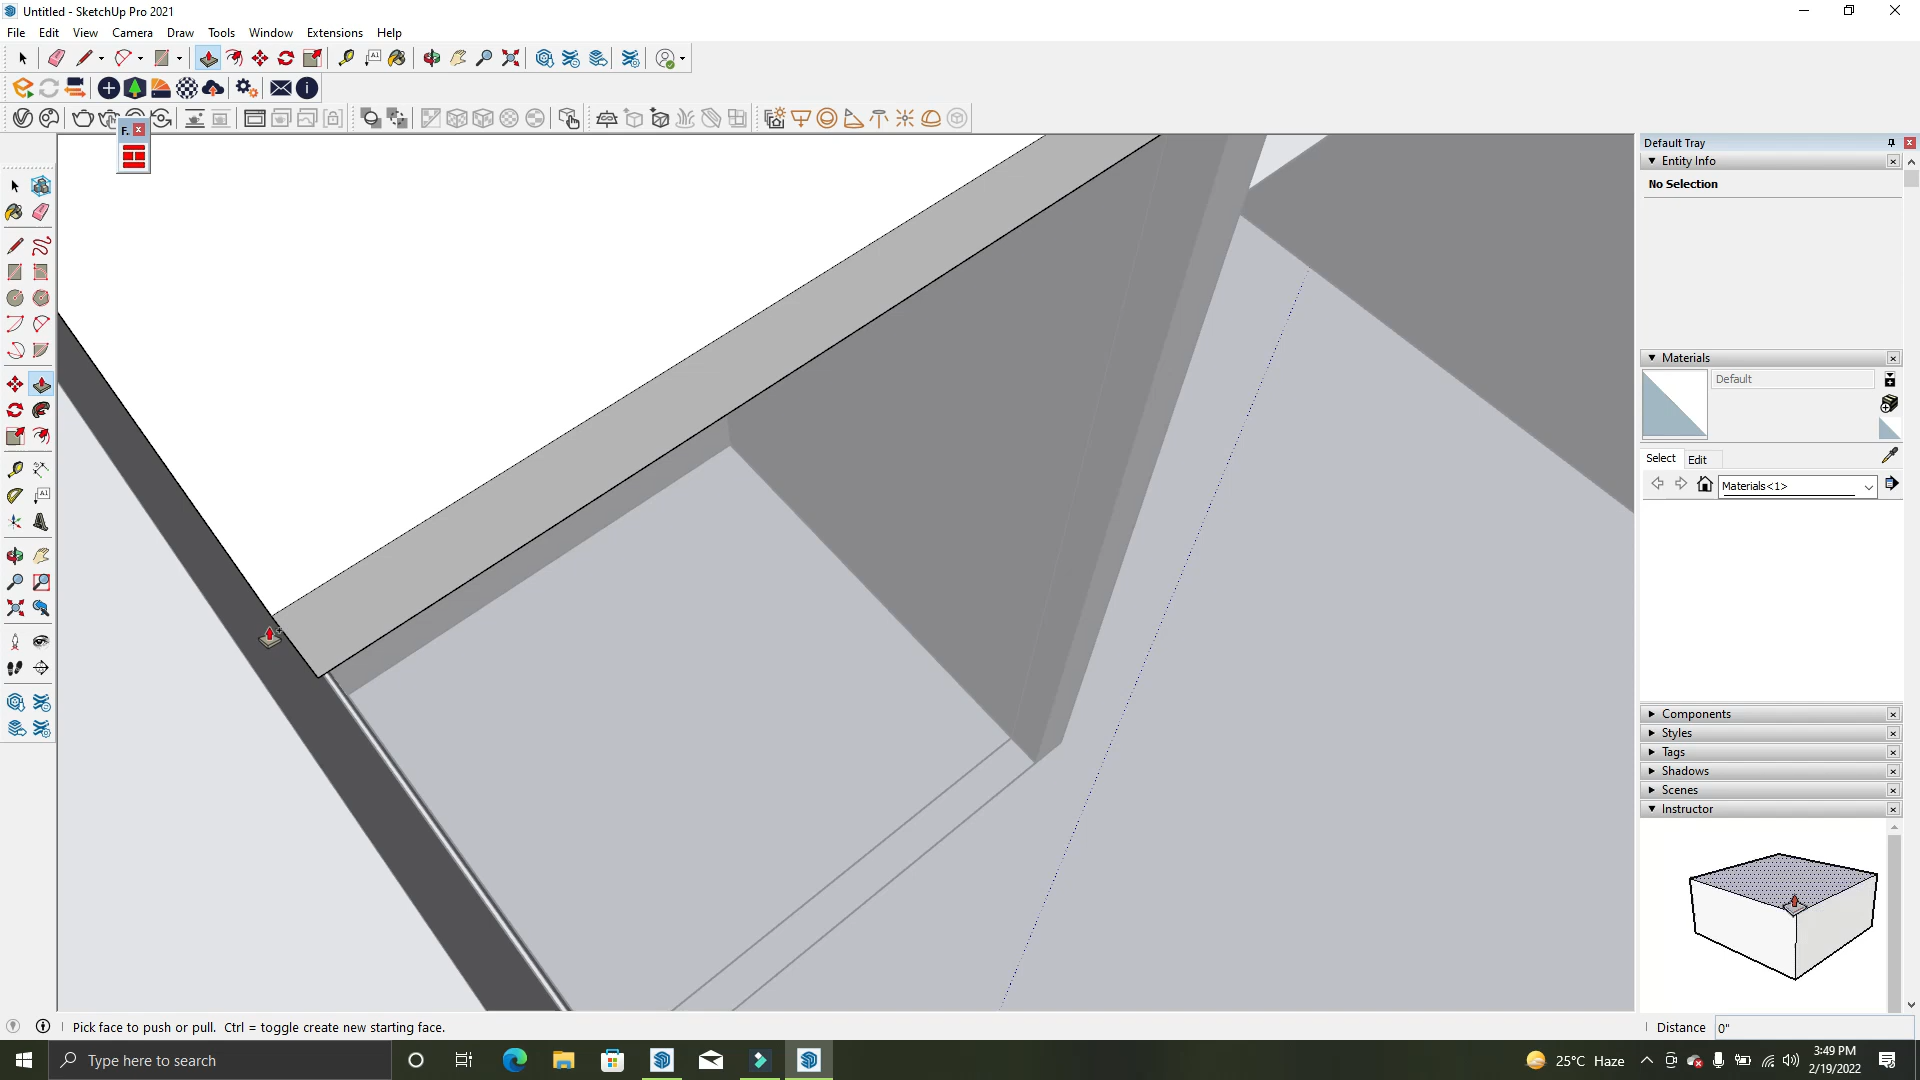 Untitled - SketchUp Pro 2021
File Edit View Camera Draw Tools Window Extensions Help
F.
Default Tray
Entity Info
No Selection
Materials
Default
Select Edit
Materials<1>
Components
Styles
Tags
Shadows
Scenes
Instructor
Pick face to push or pull. Ctrl = toggle create new starting face.
Distance 0"
Type here to search
25°C Haze
3:49 PM
2/19/2022